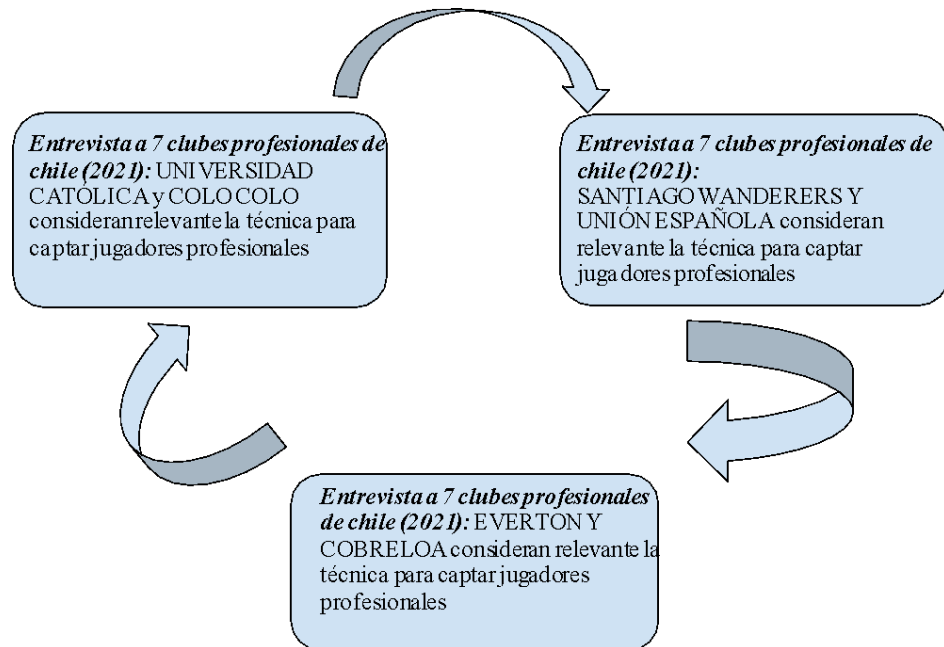 Entrevista a 7 clubes profesionales de
chile (2021): UNIVERSIDAD
CATÓLICA y COLO COLO
consideran relevante la técnica para
captar jugadores profesionales
Entrevista a 7 clubes profesionales de
chile (2021):
SANTIAGO WANDERERS Y
UNIÓN ESPAÑOLA consideran
relevante la técnica para captar
jugadores profesionales
Entrevista a 7 clubes profesionales
de chile (2021): EVERTON Y
COBRELOA consideran relevante la
técnica para captar jugadores
profesionales